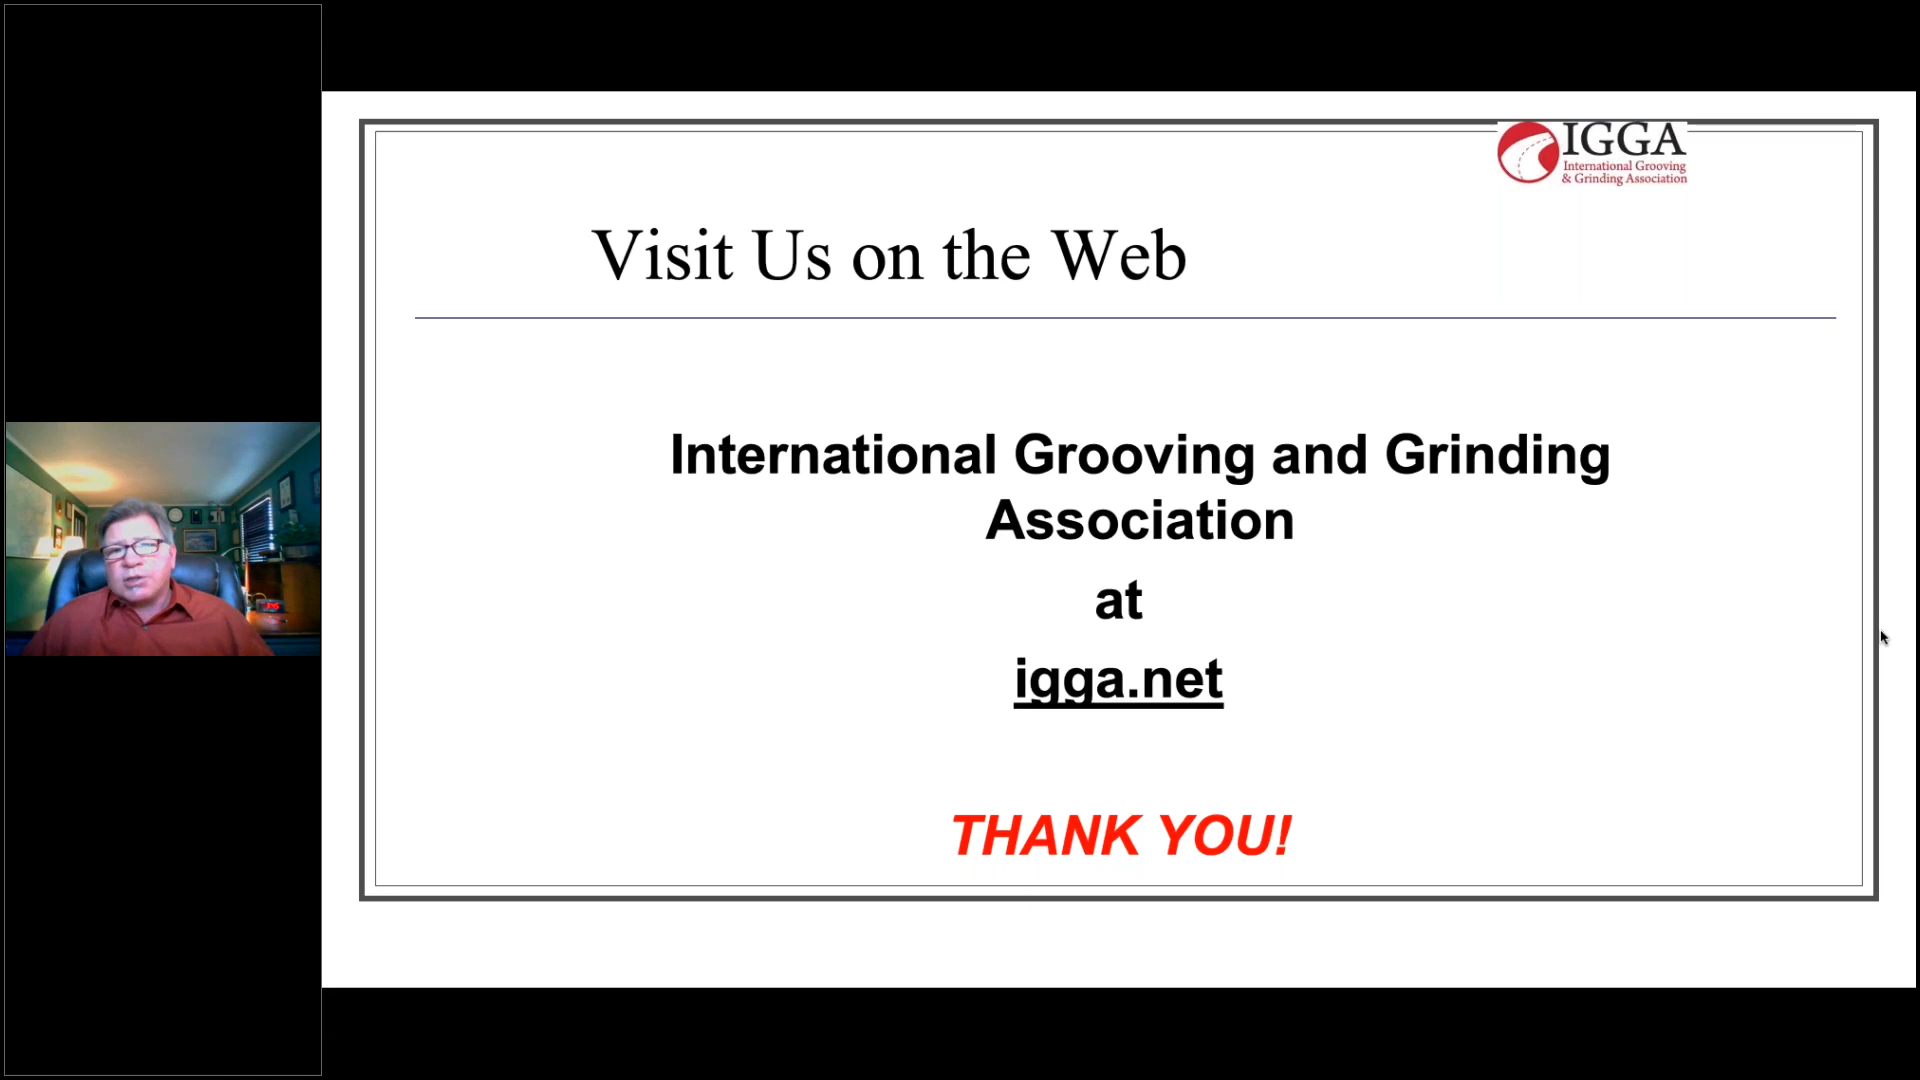 IGGA
International Grooving
& Grinding Association
Visit Us on the Web
International Grooving and Grinding
Association
at
igga.net
THANK YOU!